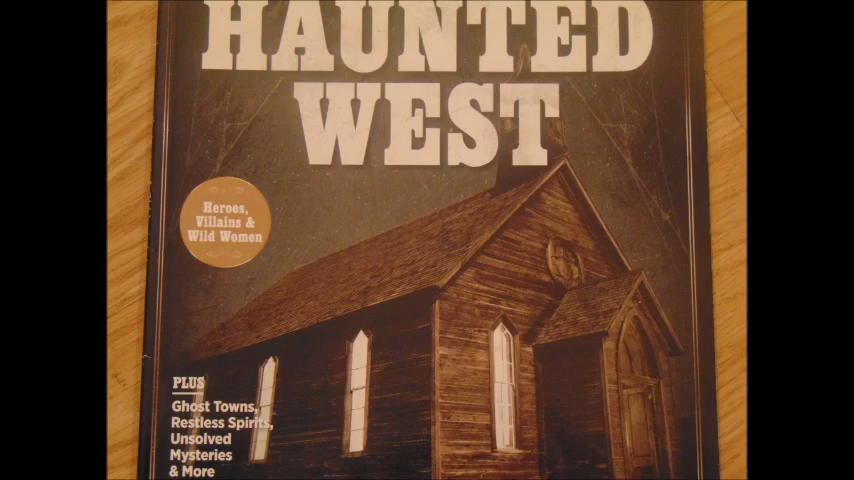 HAUNTED
WEST
Heroes,
Villains &
Wild Women
PLUS
Ghost Towns,
Restless Spirits,
Unsolved
Mysteries
& More